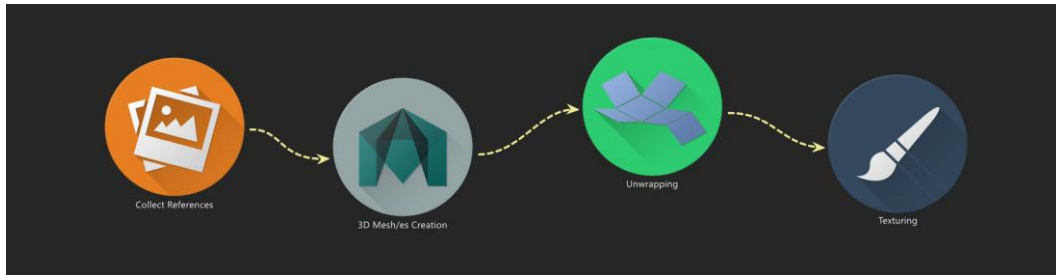 Collect References
3D Mesh/es Creation
Unwrapping
Texturing